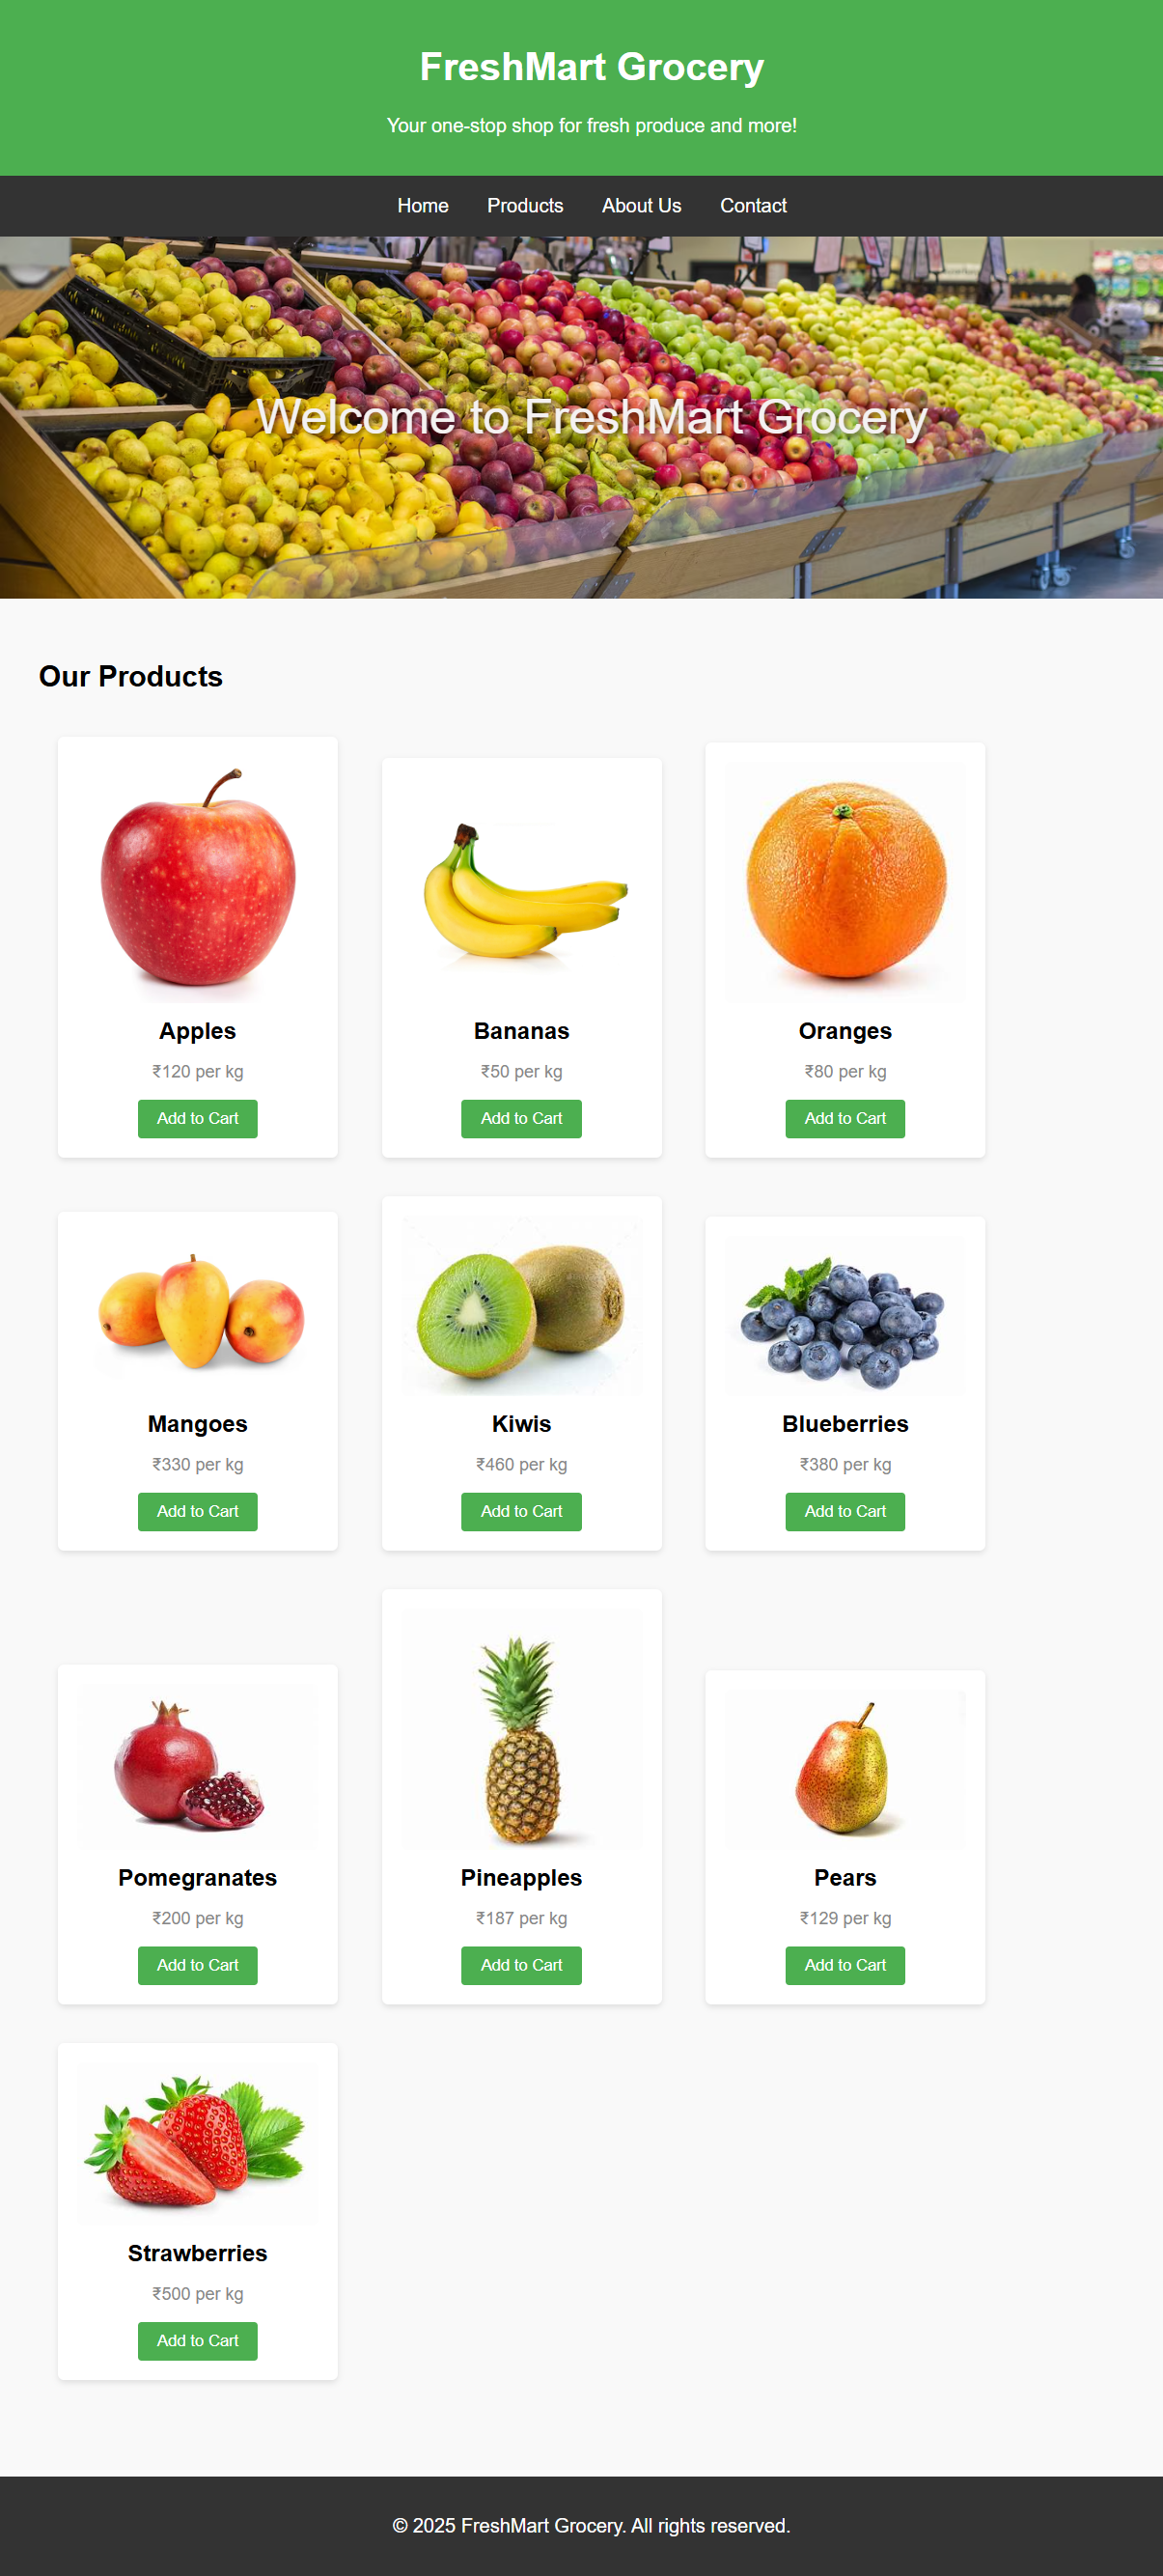 FreshMart Grocery
Your one-stop shop for fresh produce and more!
Home Products About Us Contact
Welcome to FreshMart Grocery
Our Products
Apples
₹120 per kg
Add to Cart
Bananas
₹50 per kg
Add to Cart
Oranges
₹80 per kg
Add to Cart
Mangoes
₹330 per kg
Add to Cart
Kiwis
₹460 per kg
Add to Cart
Blueberries
₹380 per kg
Add to Cart
Pomegranates
₹200 per kg
Add to Cart
Pineapples
₹187 per kg
Add to Cart
Pears
₹129 per kg
Add to Cart
Strawberries
₹500 per kg
Add to Cart
© 2025 FreshMart Grocery. All rights reserved.